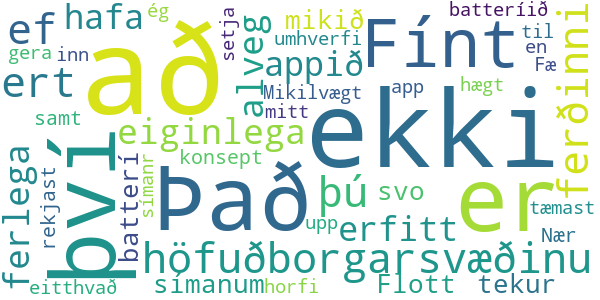 ef
hafa
ég
gera
inn
ert
samt
að
alveg
setja
mikið
umhverfi
appið
Mikilvægt
mitt
Fínt
batteríið
til
en
Fæ
app
hægt
ferðinni
því
eiginlega
konsept
ekki
ferlega
rekjast
batterí
símanr
Það
upp
þú
svo
er
erfitt
tæmast
Nær
höfuðborgarsvæðinu
eitthvað
símanum
horfi
Flott
tekur